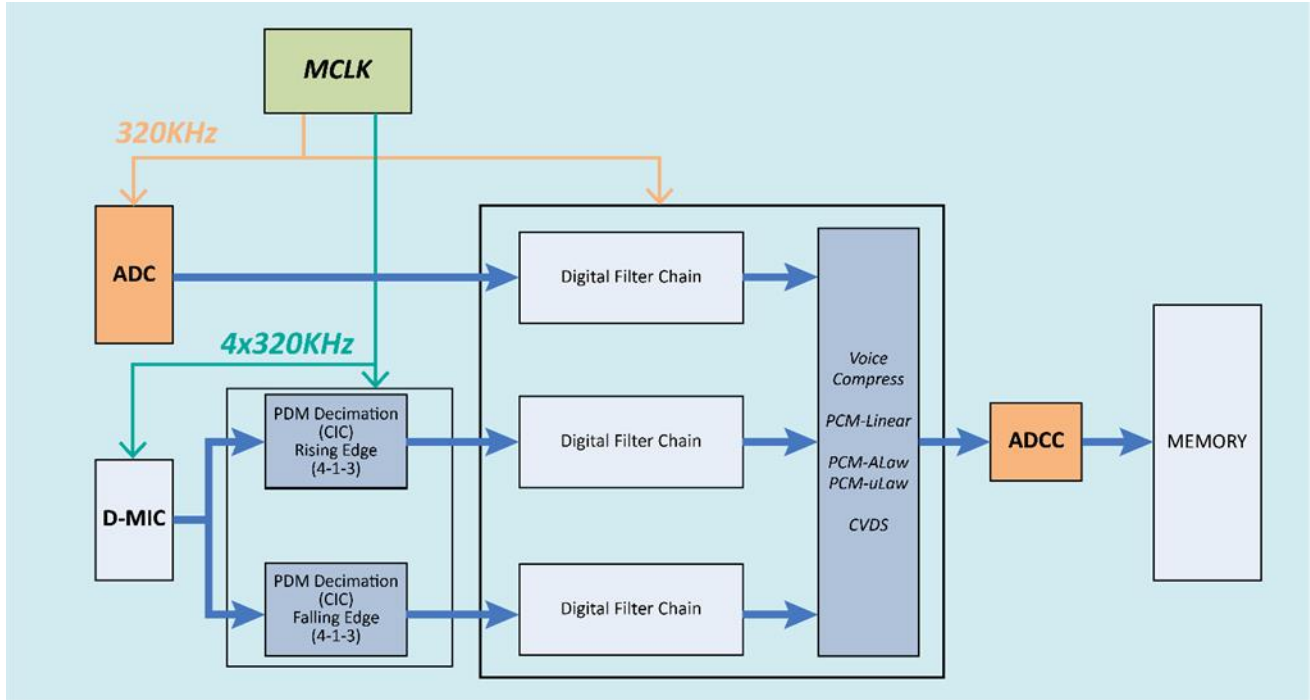 MCLK
320KHz
ADC
Digital Filter Chain
4x320KHz
Voice
Compress
PCM-Linear
PCM-ALaw
PCM-uLaw
CVDS
PDM Decimation
(CIC)
Rising Edge
(4-1-3)
Digital Filter Chain
ADCC
MEMORY
D-MIC
PDM Decimation
(CIC)
Falling Edge
(4-1-3)
Digital Filter Chain